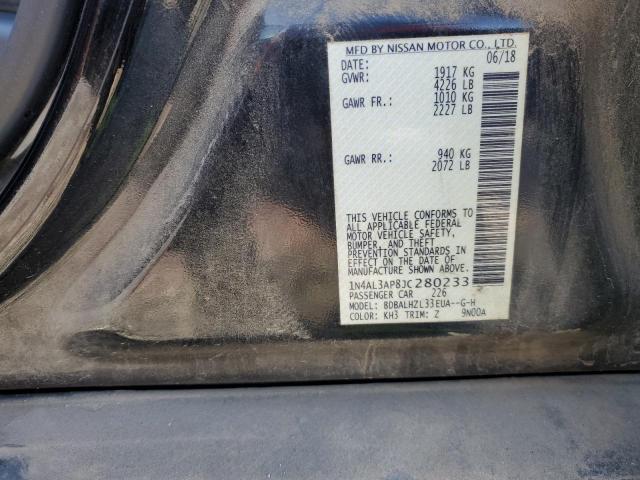 MFD BY NISSAN MOTOR CO., LTD.
DATE: 06/18
GVWR: 1917 KG
4226 LB
GAWR FR.: 1010 KG
2227 LB
GAWR RR.: 940 KG
2072 LB
THIS VEHICLE CONFORMS TO
ALL APPLICABLE FEDERAL
MOTOR VEHICLE SAFETY,
BUMPER, AND THEFT
PREVENTION STANDARDS
IN EFFECT ON THE DATE OF
MANUFACTURE SHOWN ABOVE.
1N4AL3AP8JC280233
PASSENGER CAR 226
MODEL: BDBALHZL33EUA--G-H
COLOR: KH3 TRIM: Z 9N00A